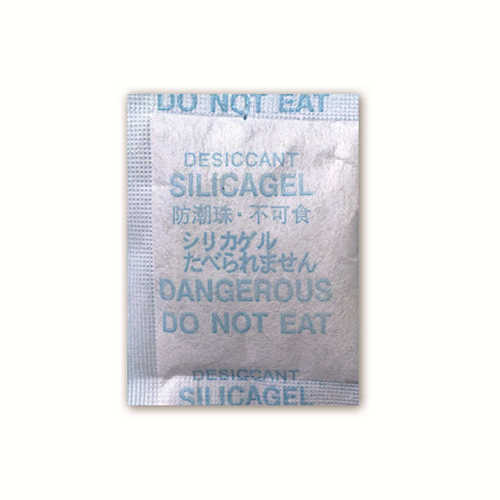 DO NOT EAT
DESICCANT
SILICAGEL
防潮珠・不可食
シリカゲル
たべられません
DANGEROUS
DO NOT EAT
DESICCANT
SILICAGEL